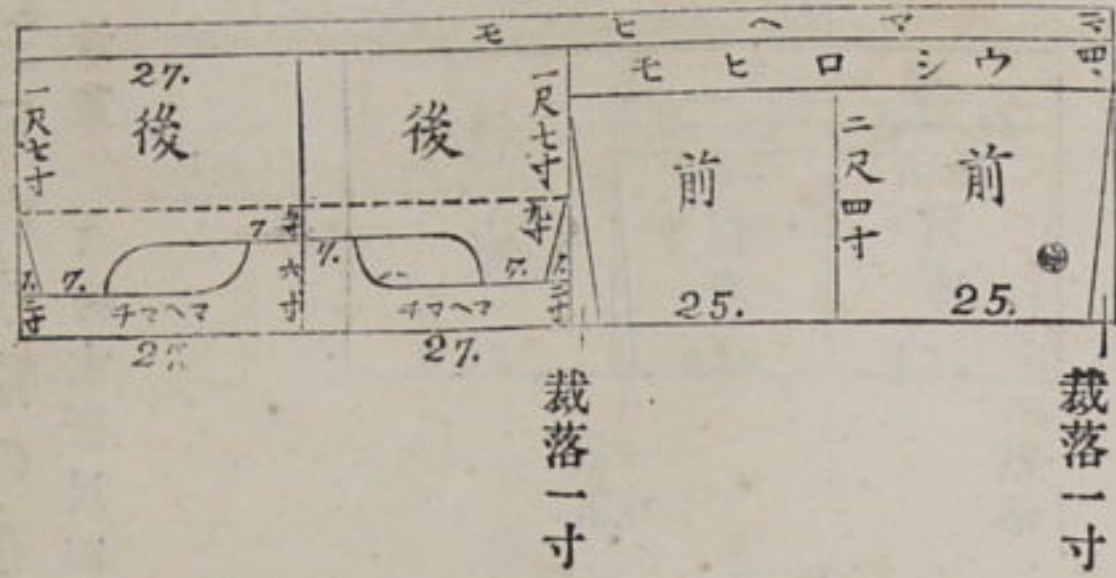 モヒヘマ
モヒロシウ
四、
27.
一尺七寸
後
後
一尺七寸
前
二尺四寸
前
7
六寸
7.
7.
7.
チマヘマ
チマヘマ
25.
25.
27.
裁落一寸
裁落一寸